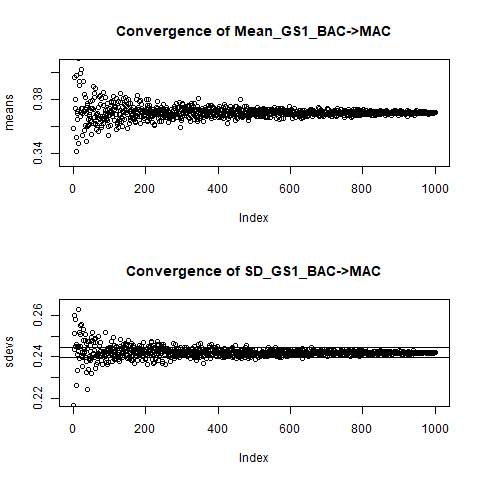 Convergence of Mean_GS1_BAC->MAC
means
0.38
0.34
0 200 400 600 800 1000
Index
Convergence of SD_GS1_BAC->MAC
sdevs
0.26
0.24
0.22
0 200 400 600 800 1000
Index